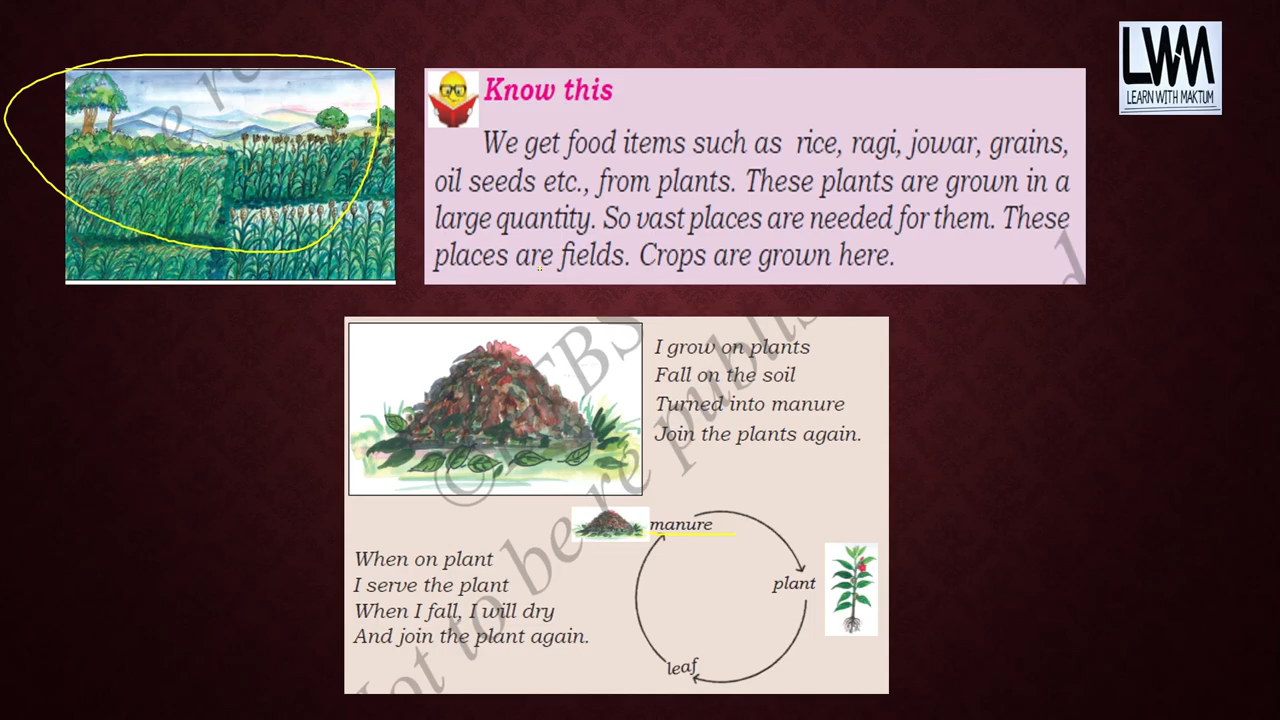 LWM
LEARN WITH MAKTUM
Know this
We get food items such as rice, ragi, jowar, grains,
oil seeds etc., from plants. These plants are grown in a
large quantity. So vast places are needed for them. These
places are fields. Crops are grown here.
I grow on plants
Fall on the soil
Turned into manure
Join the plants again.
manure
plant
leaf
When on plant
I serve the plant
When I fall, I will dry
And join the plant again.